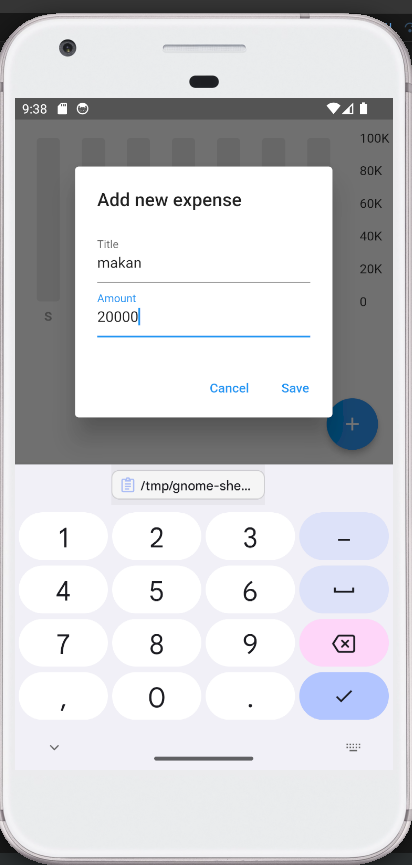 9:38
100K
80K
60K
40K
20K
0
S
Add new expense
Title
makan
Amount
20000
Cancel
Save
+
/tmp/gnome-she...
1 2 3 –
4 5 6
7 8 9
, 0 .